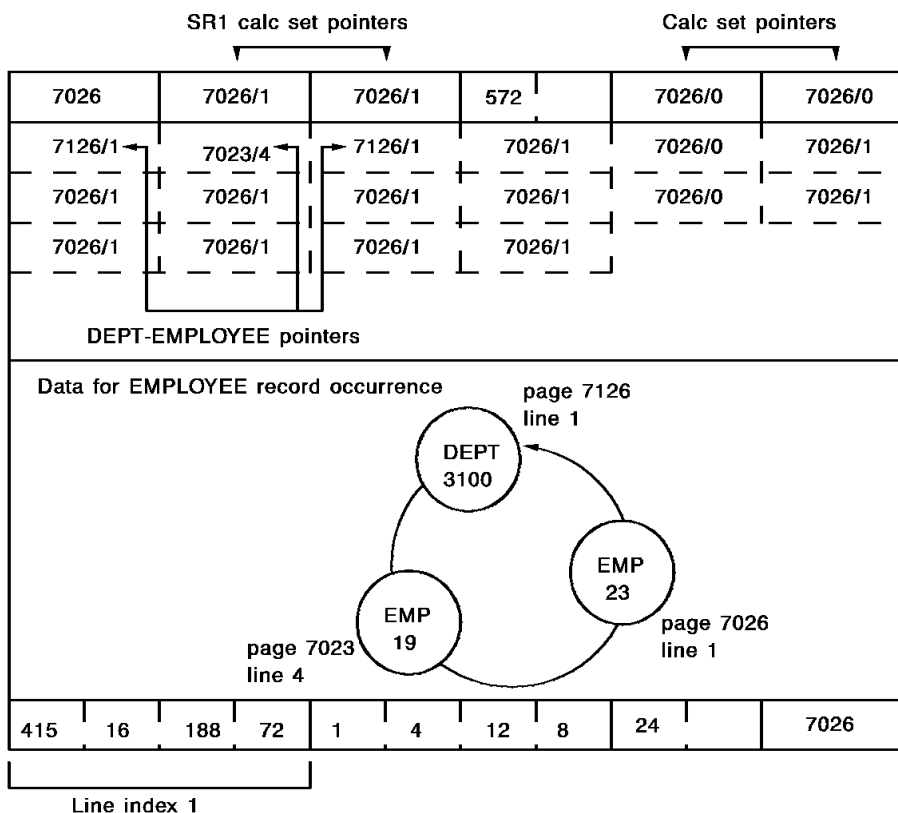 SR1 calc set pointers Calc set pointers
7026 7026/1 7026/1 572 7026/0 7026/0
7126/1 7023/4 7126/1 7026/1 7026/0 7026/1
7026/1 7026/1 7026/1 7026/1 7026/0 7026/1
7026/1 7026/1 7026/1 7026/1
DEPT-EMPLOYEE pointers
Data for EMPLOYEE record occurrence
page 7126
line 1
DEPT
3100
EMP
23
EMP
19
page 7026
line 1
page 7023
line 4
415 16 188 72 1 4 12 8 24 7026
Line index 1